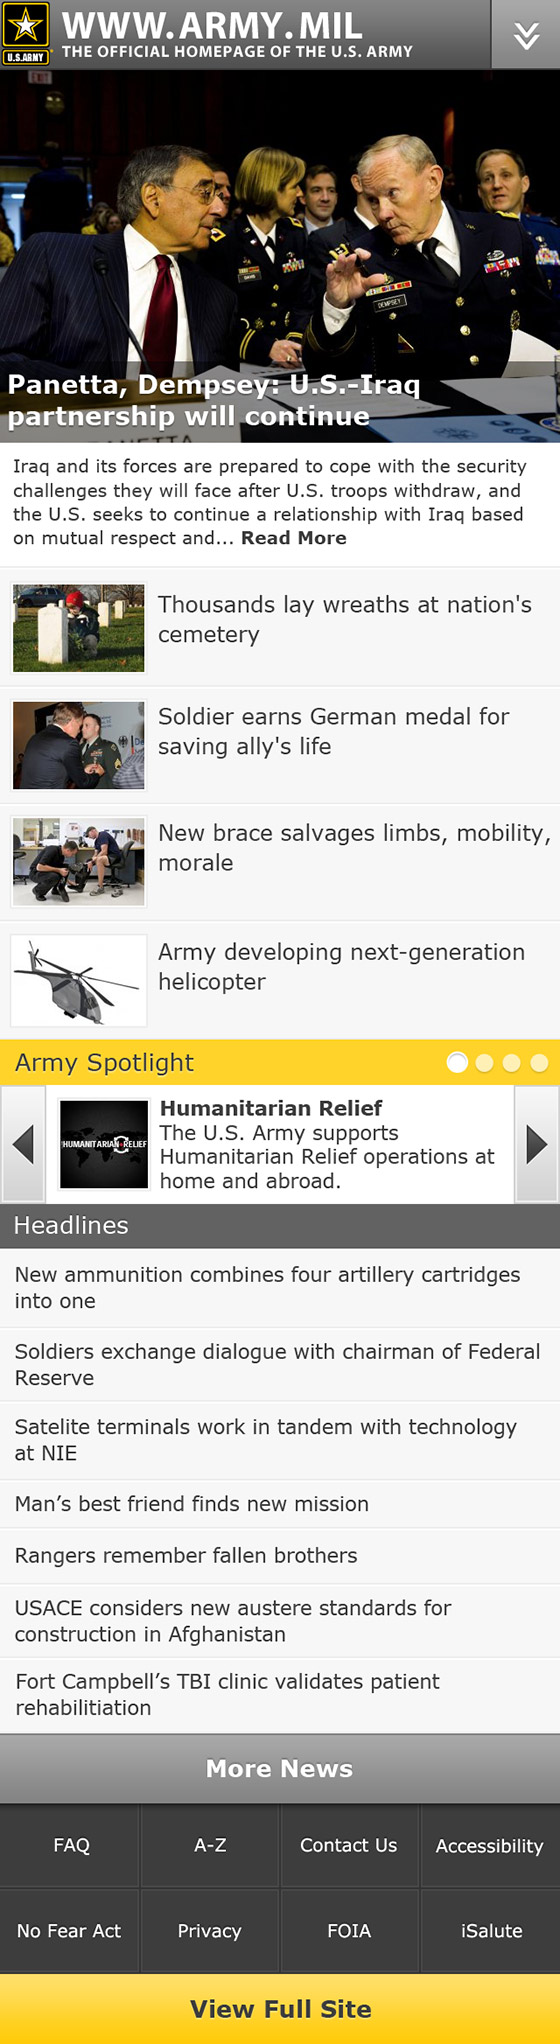 U.S.ARMY
WWW.ARMY.MIL
THE OFFICIAL HOMEPAGE OF THE U.S. ARMY
DEMPSEY
Panetta, Dempsey: U.S.-Iraq
partnership will continue
PANETTA
Iraq and its forces are prepared to cope with the security
challenges they will face after U.S. troops withdraw, and
the U.S. seeks to continue a relationship with Iraq based
on mutual respect and... Read More
Thousands lay wreaths at nation's
cemetery
Soldier earns German medal for
saving ally's life
New brace salvages limbs, mobility,
morale
Army developing next-generation
helicopter
Army Spotlight
HUMANITARIAN RELIEF
Humanitarian Relief
The U.S. Army supports
Humanitarian Relief operations at
home and abroad.
Headlines
New ammunition combines four artillery cartridges
into one
Soldiers exchange dialogue with chairman of Federal
Reserve
Satelite terminals work in tandem with technology
at NIE
Man’s best friend finds new mission
Rangers remember fallen brothers
USACE considers new austere standards for
construction in Afghanistan
Fort Campbell’s TBI clinic validates patient
rehabilitiation
More News
FAQ A-Z Contact Us Accessibility
No Fear Act Privacy FOIA iSalute
View Full Site